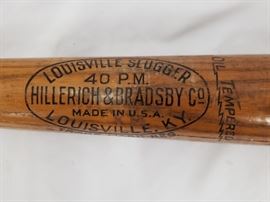 LOUISVILLE SLUGGER
40 P.M.
HILLERICH & BRADSBY Co
MADE IN U.S.A.
LOUISVILLE, KY.
OIL TEMPERED